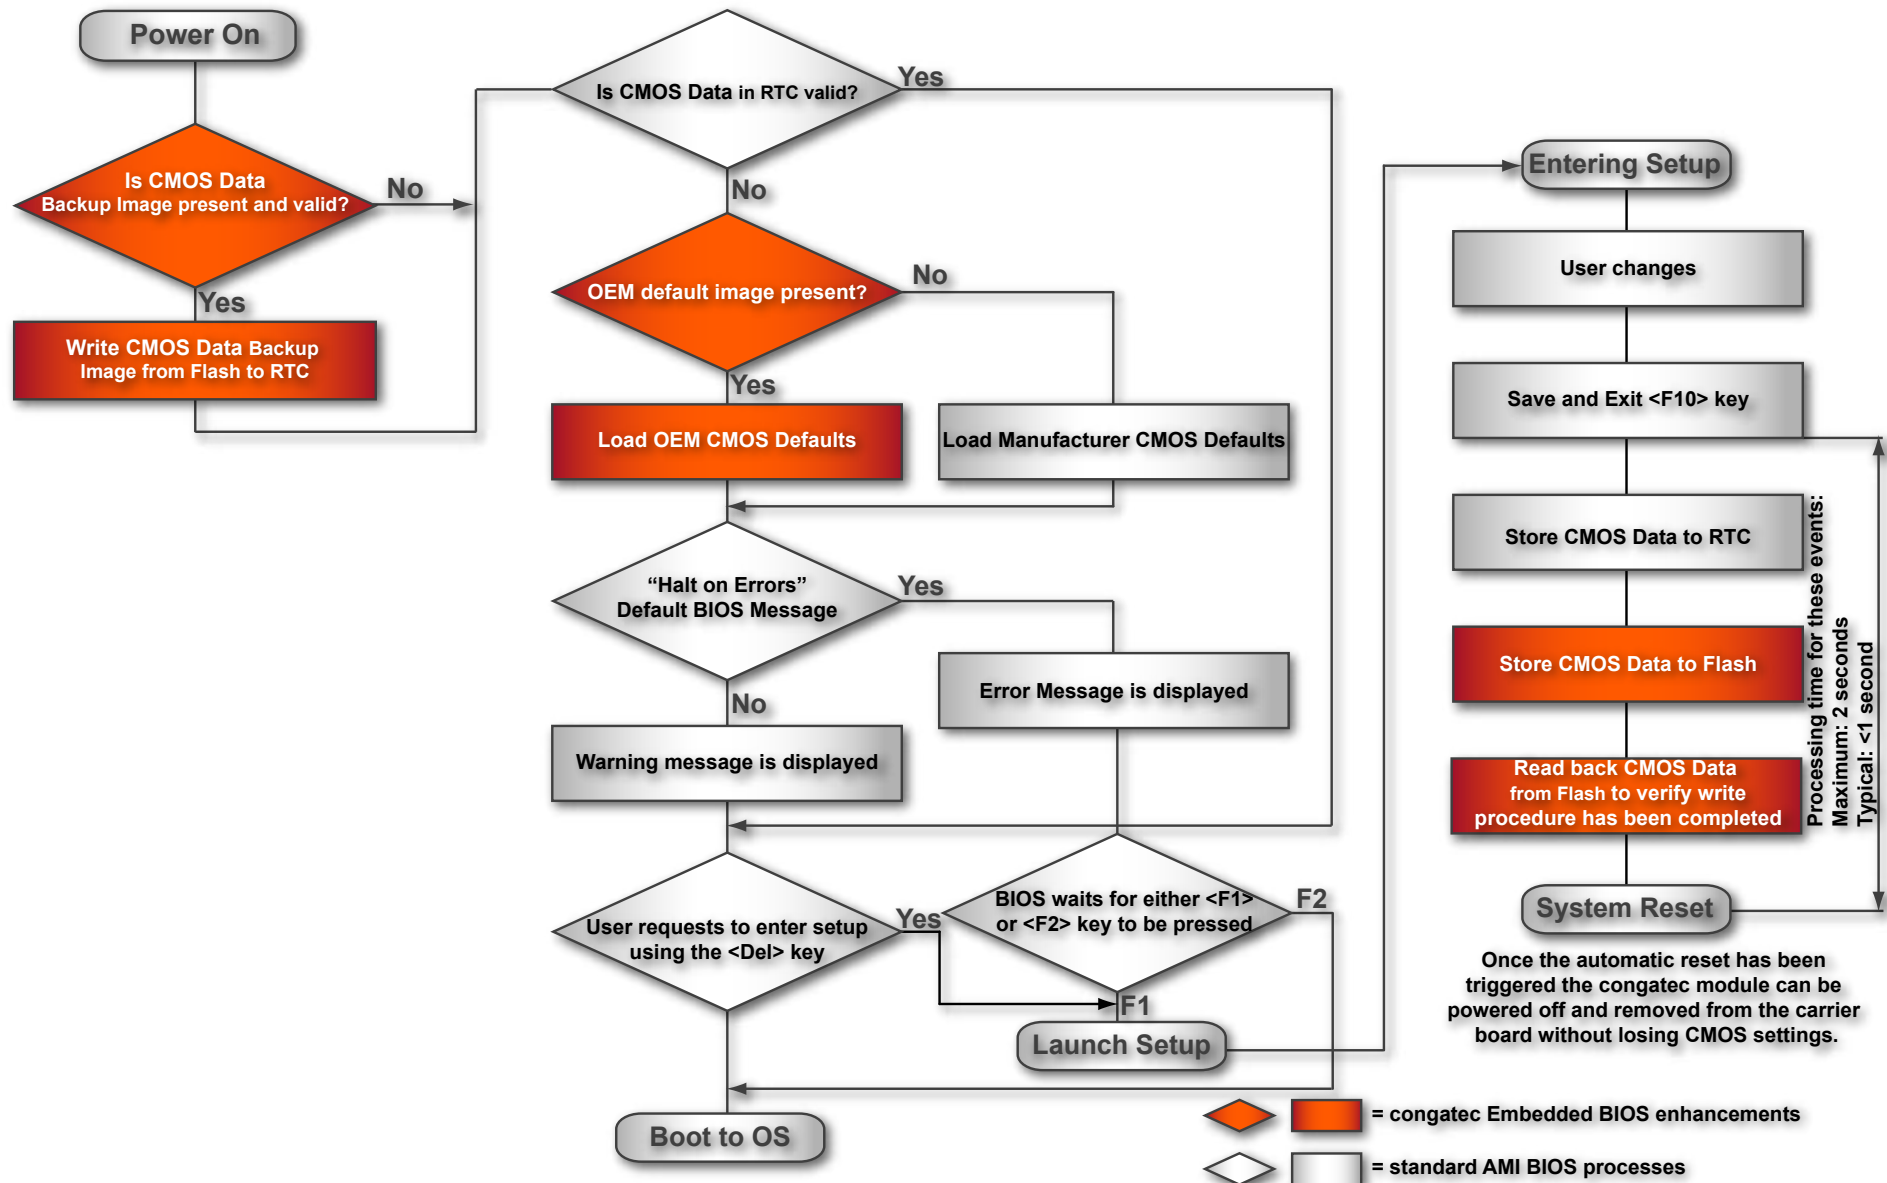 Power On
Is CMOS Data
Backup Image present and valid?
No
Yes
Write CMOS Data Backup
Image from Flash to RTC
Is CMOS Data in RTC valid?
Yes
No
OEM default image present?
No
Yes
Load OEM CMOS Defaults
Load Manufacturer CMOS Defaults
“Halt on Errors”
Default BIOS Message
Yes
No
Error Message is displayed
Warning message is displayed
User requests to enter setup
using the <Del> key
Yes
BIOS waits for either <F1>
or <F2> key to be pressed
F2
F1
Launch Setup
Boot to OS
Entering Setup
User changes
Save and Exit <F10> key
Store CMOS Data to RTC
Store CMOS Data to Flash
Read back CMOS Data
from Flash to verify write
procedure has been completed
System Reset
Processing time for these events:
Maximum: 2 seconds
Typical: <1 second
Once the automatic reset has been
triggered the congatec module can be
powered off and removed from the carrier
board without losing CMOS settings.
= congatec Embedded BIOS enhancements
= standard AMI BIOS processes